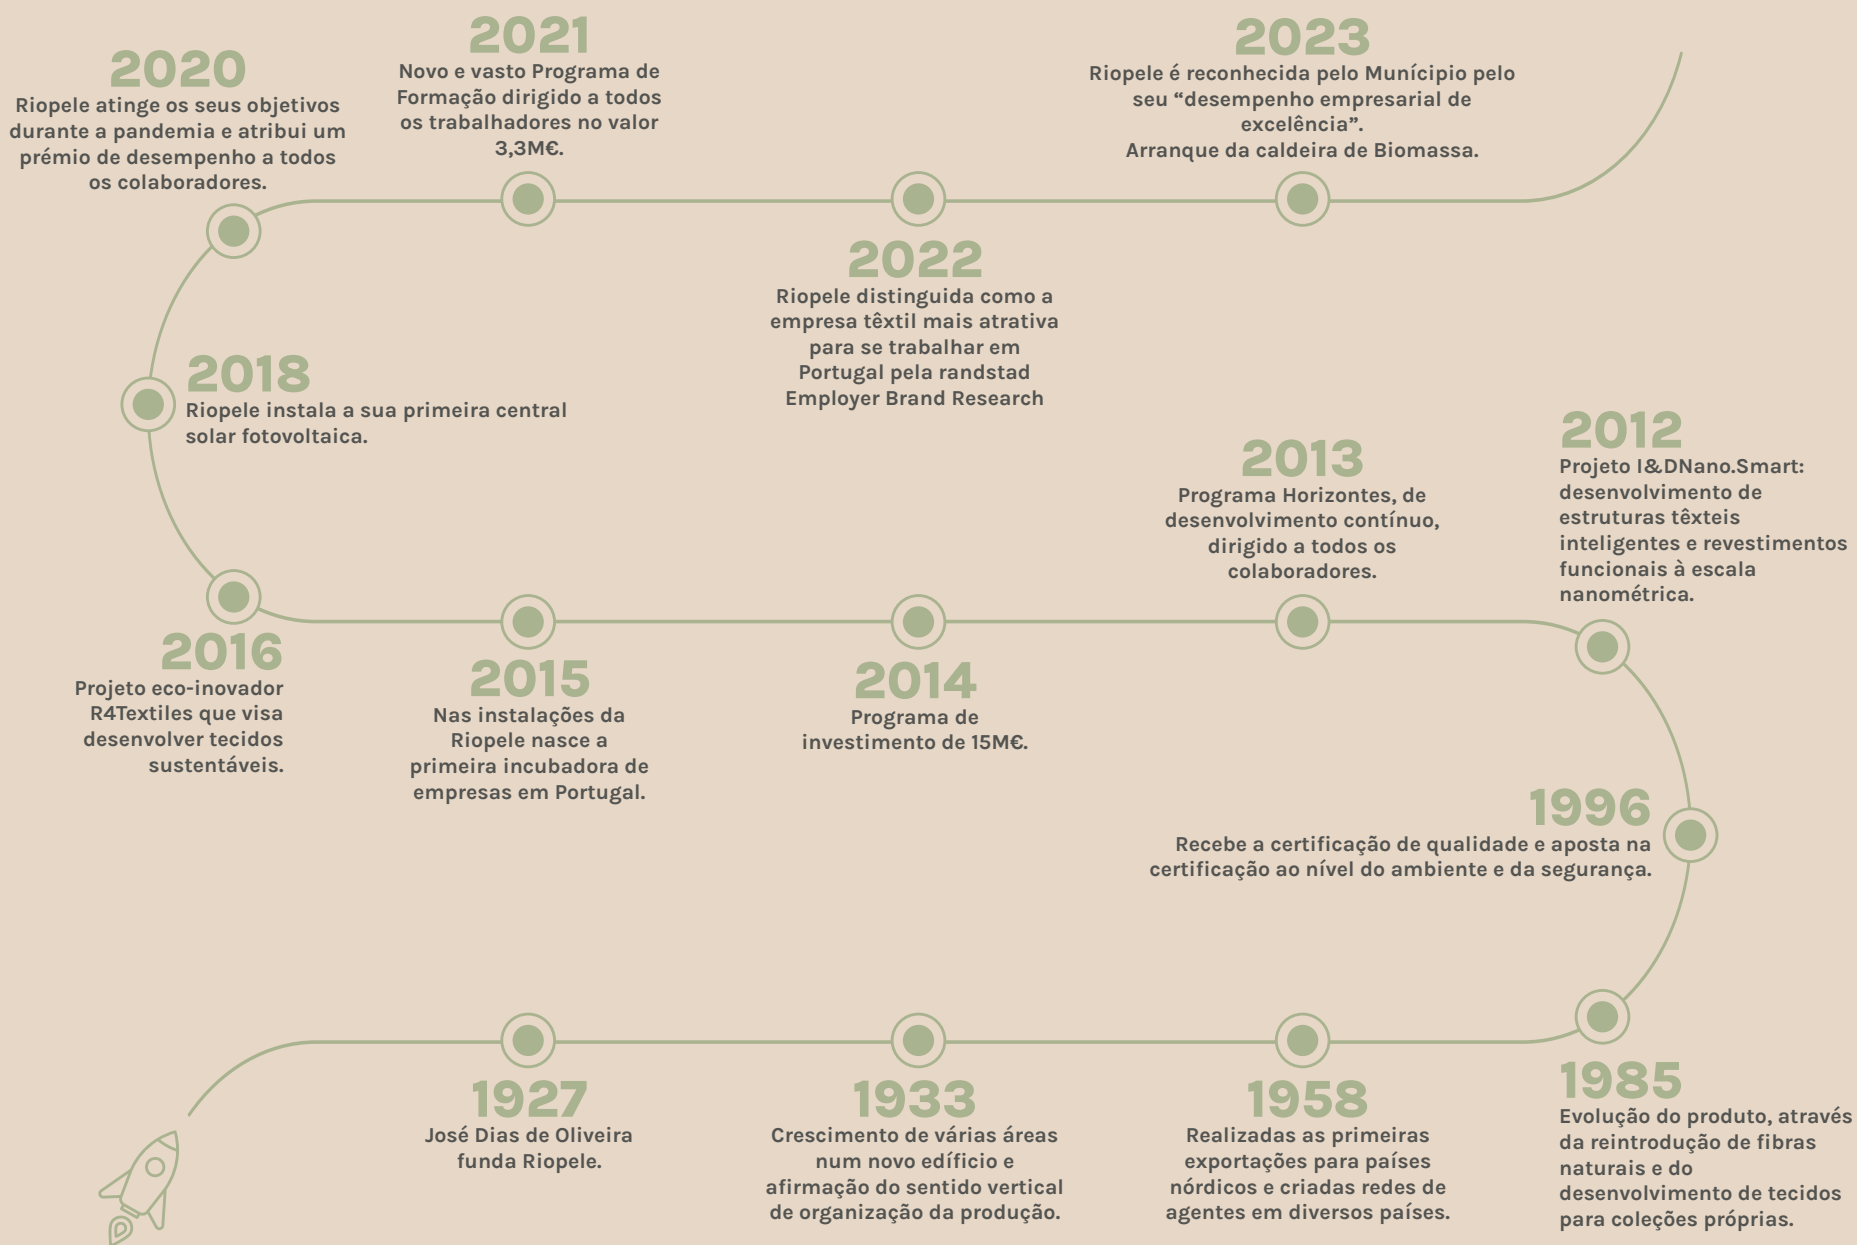 2020
Riopele atinge os seus objetivos
durante a pandemia e atribui um
prémio de desempenho a todos
os colaboradores.
2021
Novo e vasto Programa de
Formação dirigido a todos
os trabalhadores no valor
3,3M€.
2023
Riopele é reconhecida pelo Munícipio pelo
seu “desempenho empresarial de
excelência”.
Arranque da caldeira de Biomassa.
2022
Riopele distinguida como a
empresa têxtil mais atrativa
para se trabalhar em
Portugal pela randstad
Employer Brand Research
2018
Riopele instala a sua primeira central
solar fotovoltaica.
2013
Programa Horizontes, de
desenvolvimento contínuo,
dirigido a todos os
colaboradores.
2012
Projeto I&DNano.Smart:
desenvolvimento de
estruturas têxteis
inteligentes e revestimentos
funcionais à escala
nanométrica.
2016
Projeto eco-inovador
R4Textiles que visa
desenvolver tecidos
sustentáveis.
2015
Nas instalações da
Riopele nasce a
primeira incubadora de
empresas em Portugal.
2014
Programa de
investimento de 15M€.
1996
Recebe a certificação de qualidade e aposta na
certificação ao nível do ambiente e da segurança.
1927
José Dias de Oliveira
funda Riopele.
1933
Crescimento de várias áreas
num novo edíficio e
afirmação do sentido vertical
de organização da produção.
1958
Realizadas as primeiras
exportações para países
nórdicos e criadas redes de
agentes em diversos países.
1985
Evolução do produto, através
da reintrodução de fibras
naturais e do
desenvolvimento de tecidos
para coleções próprias.